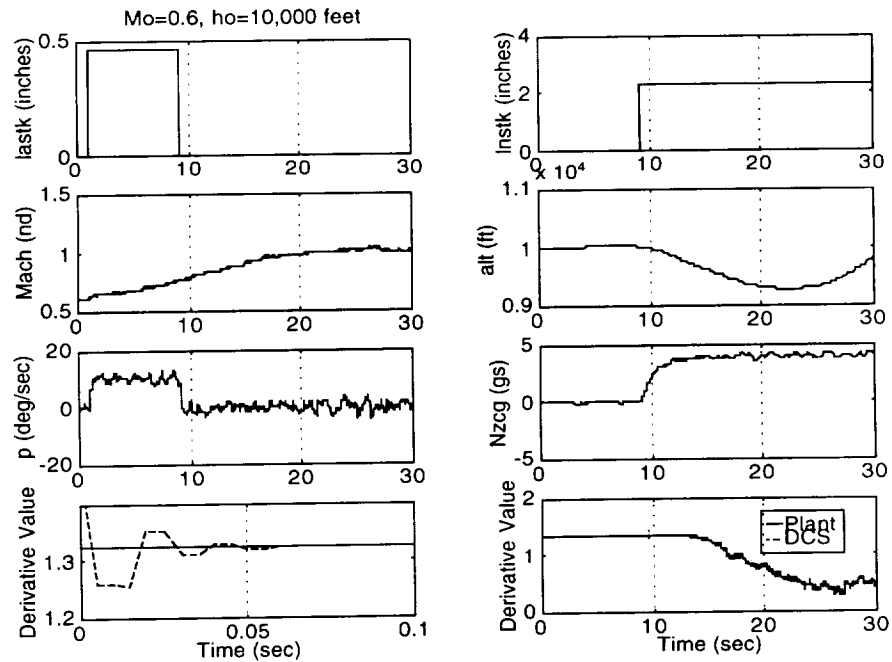 Mo=0.6, ho=10,000 feet
lastk (inches)
0.5
0
0 10 20 30
lnstk (inches)
4
2
0
0 10 20 30
Mach (nd)
1.5
1
0.5
0 10 20 30
x 10^4
alt (ft)
1.1
1
0.9
0 10 20 30
p (deg/sec)
20
0
-20
0 10 20 30
Nzcg (gs)
5
0
-5
0 10 20 30
Derivative Value
1.3
1.2
0 0.05 0.1
Time (sec)
Derivative Value
2
1
0
Plant
DCS
0 10 20 30
Time (sec)